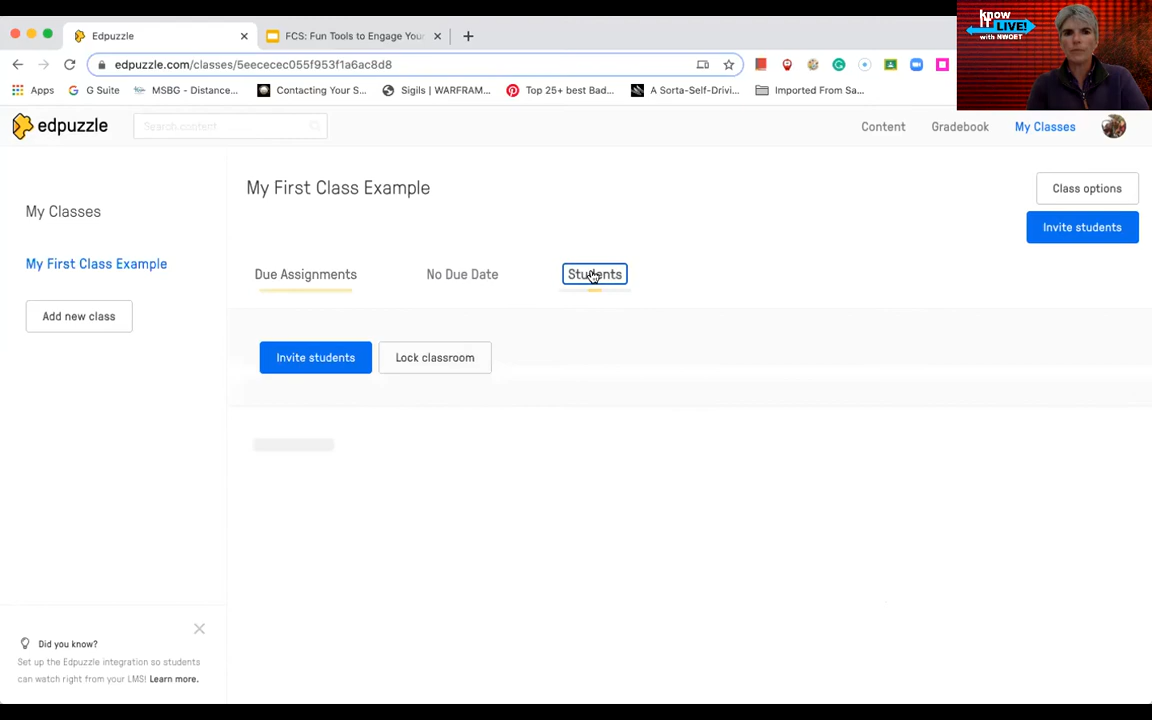 Edpuzzle
FCS: Fun Tools to Engage Your
know
IT
LIVE!
with NWOET
edpuzzle.com/classes/5eececec055f953f1a6ac8d8
Apps
G Suite
MSBG - Distance...
Contacting Your S...
Sigils | WARFRAM...
Top 25+ best Bad...
A Sorta-Self-Drivi...
Imported From Sa...
edpuzzle
Search content
Content
Gradebook
My Classes
My First Class Example
Class options
Invite students
My Classes
My First Class Example
Add new class
Due Assignments
No Due Date
Students
Invite students
Lock classroom
Did you know?
Set up the Edpuzzle integration so students
can watch right from your LMS! Learn more.